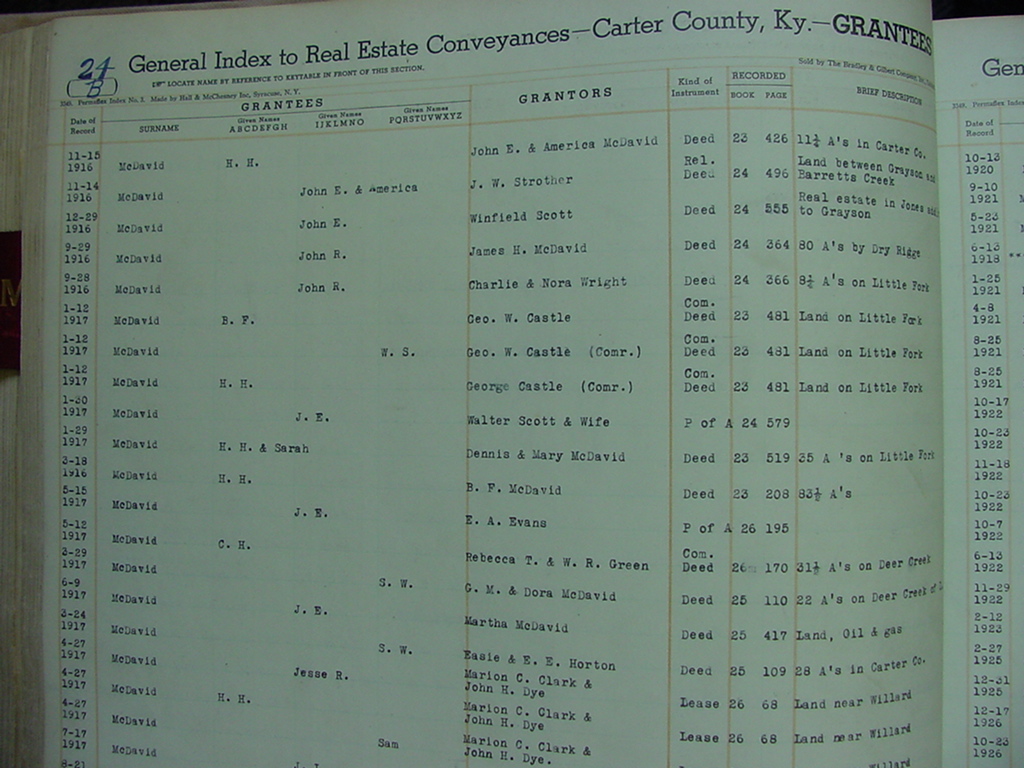 24
B
General Index to Real Estate Conveyances—Carter County, Ky.—GRANTEES
LOCATE NAME BY REFERENCE TO KEYTABLE IN FRONT OF THIS SECTION.
Sold by The Bradley & Gilbert Company
Permaflex Index No. 1. Made by Hall & McChesney Inc, Syracuse, N. Y.
Date of Record GRANTEES GRANTORS Kind of Instrument RECORDED BRIEF DESCRIPTION
SURNAME Given Names ABCDEFGH Given Names IJKLMNO Given Names PQRSTUVWXYZ BOOK PAGE
11-15 1916 McDavid H. H. John E. & America McDavid Deed 23 426 11½ A's in Carter Co.
11-14 1916 McDavid John E. & America J. W. Strother Rel. Deed 24 496 Land between Grayson and Barretts Creek
12-29 1916 McDavid John E. Winfield Scott Deed 24 555 Real estate in Jones to Grayson
9-29 1916 McDavid John R. James H. McDavid Deed 24 364 80 A's by Dry Rigge
9-28 1916 McDavid John R. Charlie & Nora Wright Deed 24 366 8½ A's on Little Fork
1-12 1917 McDavid B. F. Geo. W. Castle Com. Deed 23 481 Land on Little Fork
1-12 1917 McDavid W. S. Geo. W. Castle (Comr.) Com. Deed 23 481 Land on Little Fork
1-12 1917 McDavid H. H. George Castle (Comr.) Com. Deed 23 481 Land on Little Fork
1-30 1917 McDavid J. E. Walter Scott & Wife P of A 24 579
1-29 1917 McDavid H. H. & Sarah Dennis & Mary McDavid Deed 23 519 35 A 's on Little Fork
3-18 1916 McDavid H. H. B. F. McDavid Deed 23 208 83½ A's
5-15 1917 McDavid J. E. E. A. Evans P of A 26 195
5-12 1917 McDavid C. H. Rebecca T. & W. R. Green Com. Deed 26 170 31½ A's on Deer Creek
3-29 1917 McDavid S. W. G. M. & Dora McDavid Deed 25 110 22 A's on Deer Creek of
6-9 1917 McDavid J. E. Martha McDavid Deed 25 417 Land, Oil & gas
3-24 1917 McDavid S. W. Easie & E. E. Horton Deed 25 109 28 A's in Carter Co.
4-27 1917 McDavid Jesse R. Marion C. Clark & John H. Dye Lease 26 68 Land near Willard
4-27 1917 McDavid H. H. Marion C. Clark & John H. Dye Lease 26 68 Land near Willard
4-27 1917 McDavid Sam Marion C. Clark & John H. Dye.
7-17 1917 McDavid
8-21
Willard
M
Gen
Permaflex Index
Date of Record
10-13 1920
9-10 1921
5-23 1921
6-13 1918 **
1-25 1921
4-8 1921
8-25 1921
8-25 1921
10-17 1922
10-23 1922
11-18 1922
10-23 1922
10-7 1922
6-13 1922
11-29 1922
2-12 1923
2-27 1925
12-31 1925
12-17 1926
10-23 1926